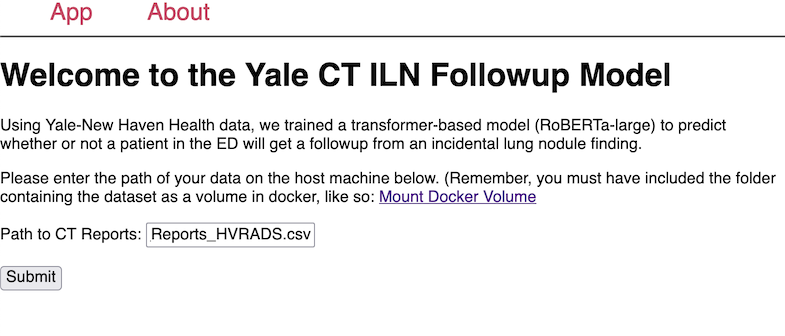 App About
Welcome to the Yale CT ILN Followup Model
Using Yale-New Haven Health data, we trained a transformer-based model (RoBERTa-large) to predict
whether or not a patient in the ED will get a followup from an incidental lung nodule finding.
Please enter the path of your data on the host machine below. (Remember, you must have included the folder
containing the dataset as a volume in docker, like so: Mount Docker Volume
Path to CT Reports: Reports_HVRADS.csv
Submit